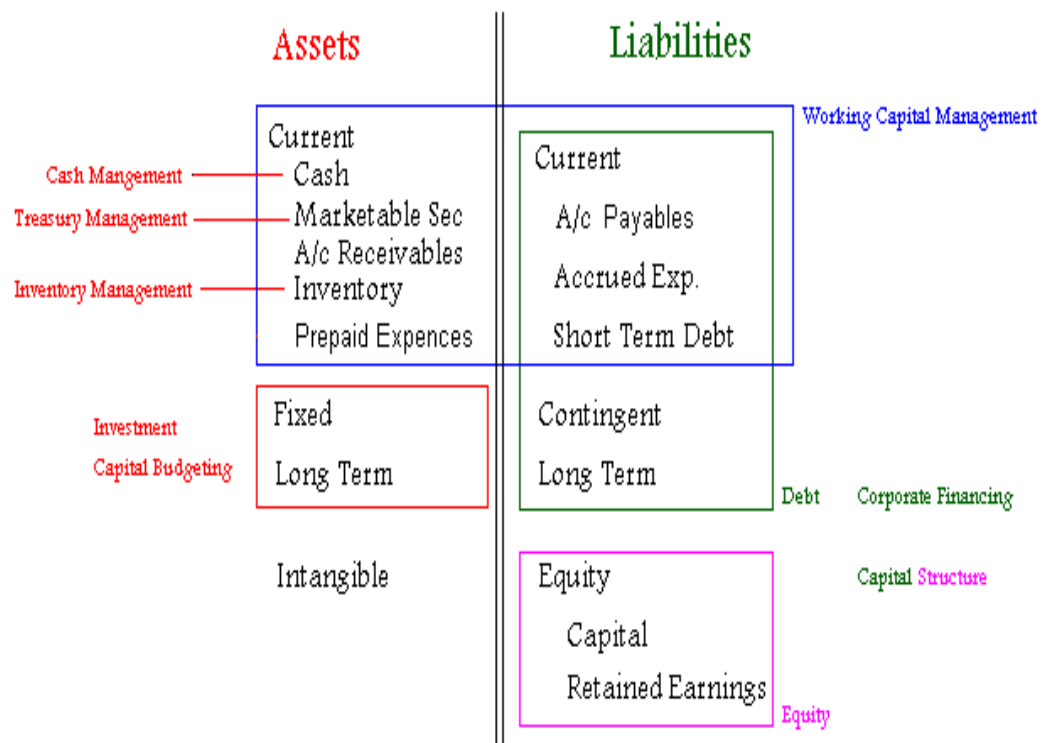 Assets
Liabilities
Working Capital Management
Current
Cash Mangement
Cash
Treasury Management
Marketable Sec
A/c Receivables
Inventory Management
Inventory
Prepaid Expences
Current
A/c Payables
Accrued Exp.
Short Term Debt
Investment
Capital Budgeting
Fixed
Long Term
Contingent
Long Term
Debt
Corporate Financing
Intangible
Equity
Capital
Retained Earnings
Capital Structure
Equity